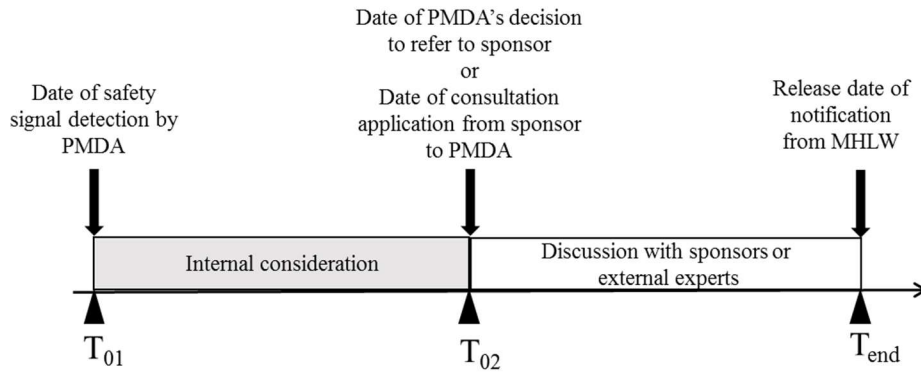 Date of safety
signal detection by
PMDA
Date of PMDA's decision
to refer to sponsor
or
Date of consultation
application from sponsor
to PMDA
Release date of
notification
from MHLW
Internal consideration
Discussion with sponsors or
external experts
T01
T02
Tend